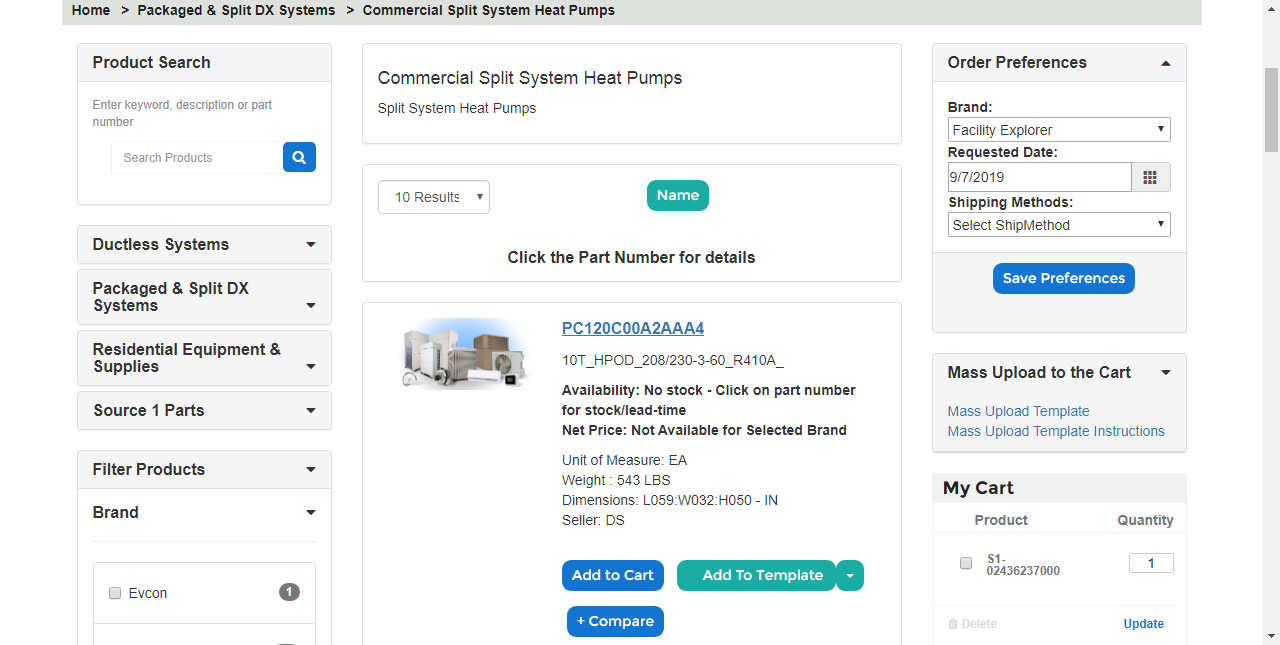 Home > Packaged & Split DX Systems > Commercial Split System Heat Pumps
Product Search
Enter keyword, description or part
number
Search Products
Ductless Systems
Packaged & Split DX
Systems
Residential Equipment &
Supplies
Source 1 Parts
Filter Products
Brand
Evcon
1
Commercial Split System Heat Pumps
Split System Heat Pumps
10 Results
Name
Click the Part Number for details
PC120C00A2AAA4
10T_HPOD_208/230-3-60_R410A_
Availability: No stock - Click on part number
for stock/lead-time
Net Price: Not Available for Selected Brand
Unit of Measure: EA
Weight : 543 LBS
Dimensions: L059:W032:H050 - IN
Seller: DS
Add to Cart
Add To Template
+ Compare
Order Preferences
Brand:
Facility Explorer
Requested Date:
9/7/2019
Shipping Methods:
Select ShipMethod
Save Preferences
Mass Upload to the Cart
Mass Upload Template
Mass Upload Template Instructions
My Cart
Product Quantity
S1-
02436237000
1
Delete
Update